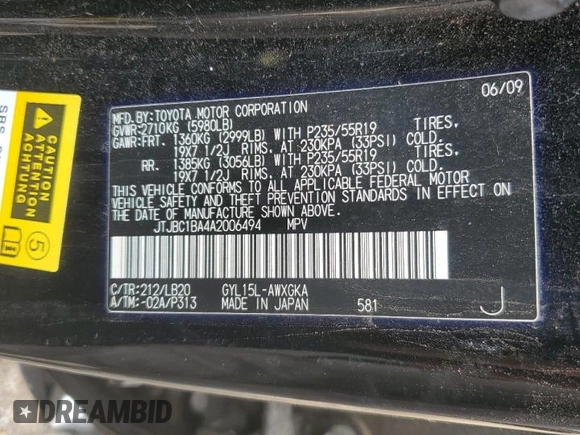 06/09
MFD. BY: TOYOTA MOTOR CORPORATION
GVWR: 2710KG (5980LB)
GAWR: FRT. 1360KG (2999LB) WITH P235/55R19 TIRES.
19X7 1/2J RIMS. AT 230KPA (33PSI) COLD.
RR. 1385KG (3056LB) WITH P235/55R19 TIRES.
19X7 1/2J RIMS. AT 230KPA (33PSI) COLD.
THIS VEHICLE CONFORMS TO ALL APPLICABLE FEDERAL MOTOR
VEHICLE SAFETY AND THEFT PREVENTION STANDARDS IN EFFECT ON
THE DATE OF MANUFACTURE SHOWN ABOVE.
JTJBC1BA4A2006494 MPV
C/TR: 212/LB20 GYL15L-AWXGKA
A/TM: -02A/P313 MADE IN JAPAN 581 J
CAUTION
ATTENTION
ACHTUNG
5
DREAMBID